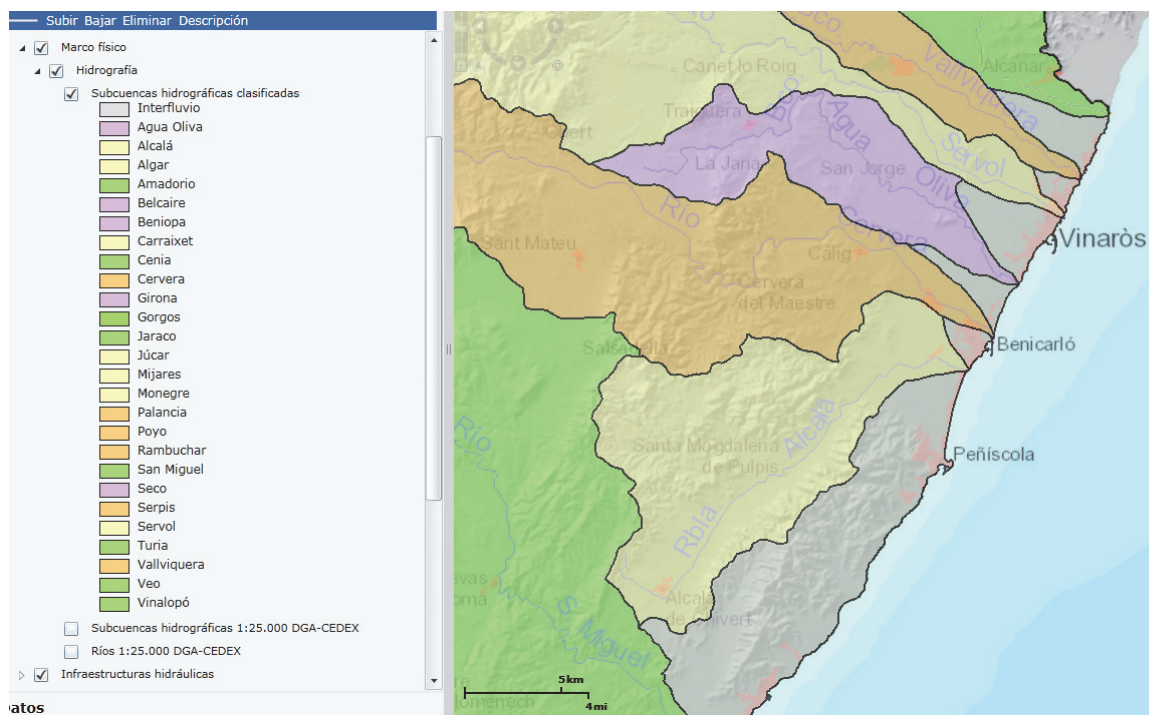 Subir Bajar Eliminar Descripción
Marco físico
Hidrografía
Subcuencas hidrográficas clasificadas
Interfluvio
Agua Oliva
Alcalá
Algar
Amadorio
Belcaire
Beniopa
Carraixet
Cenia
Cervera
Girona
Gorgos
Jaraco
Júcar
Mijares
Monegre
Palancia
Poyo
Rambuchar
San Miguel
Seco
Serpis
Servol
Turia
Vallviquera
Veo
Vinalopó
Subcuencas hidrográficas 1:25.000 DGA-CEDEX
Ríos 1:25.000 DGA-CEDEX
Infraestructuras hidráulicas
atos
Canet lo Roig
Vallviquera
Alcanar
Traiguera
Agua Oliva
Servol
La Jana
San Jorge
Río
Cervera
Sant Mateu
Càlig
Cervera
del Maestre
Vinaròs
Benicarló
Salsadella
Santa Magdalena
de Pulpis
Rbla Alcalá
Peñíscola
Río
S. Miguel
Alcalà
de Chivert
5km
4mi